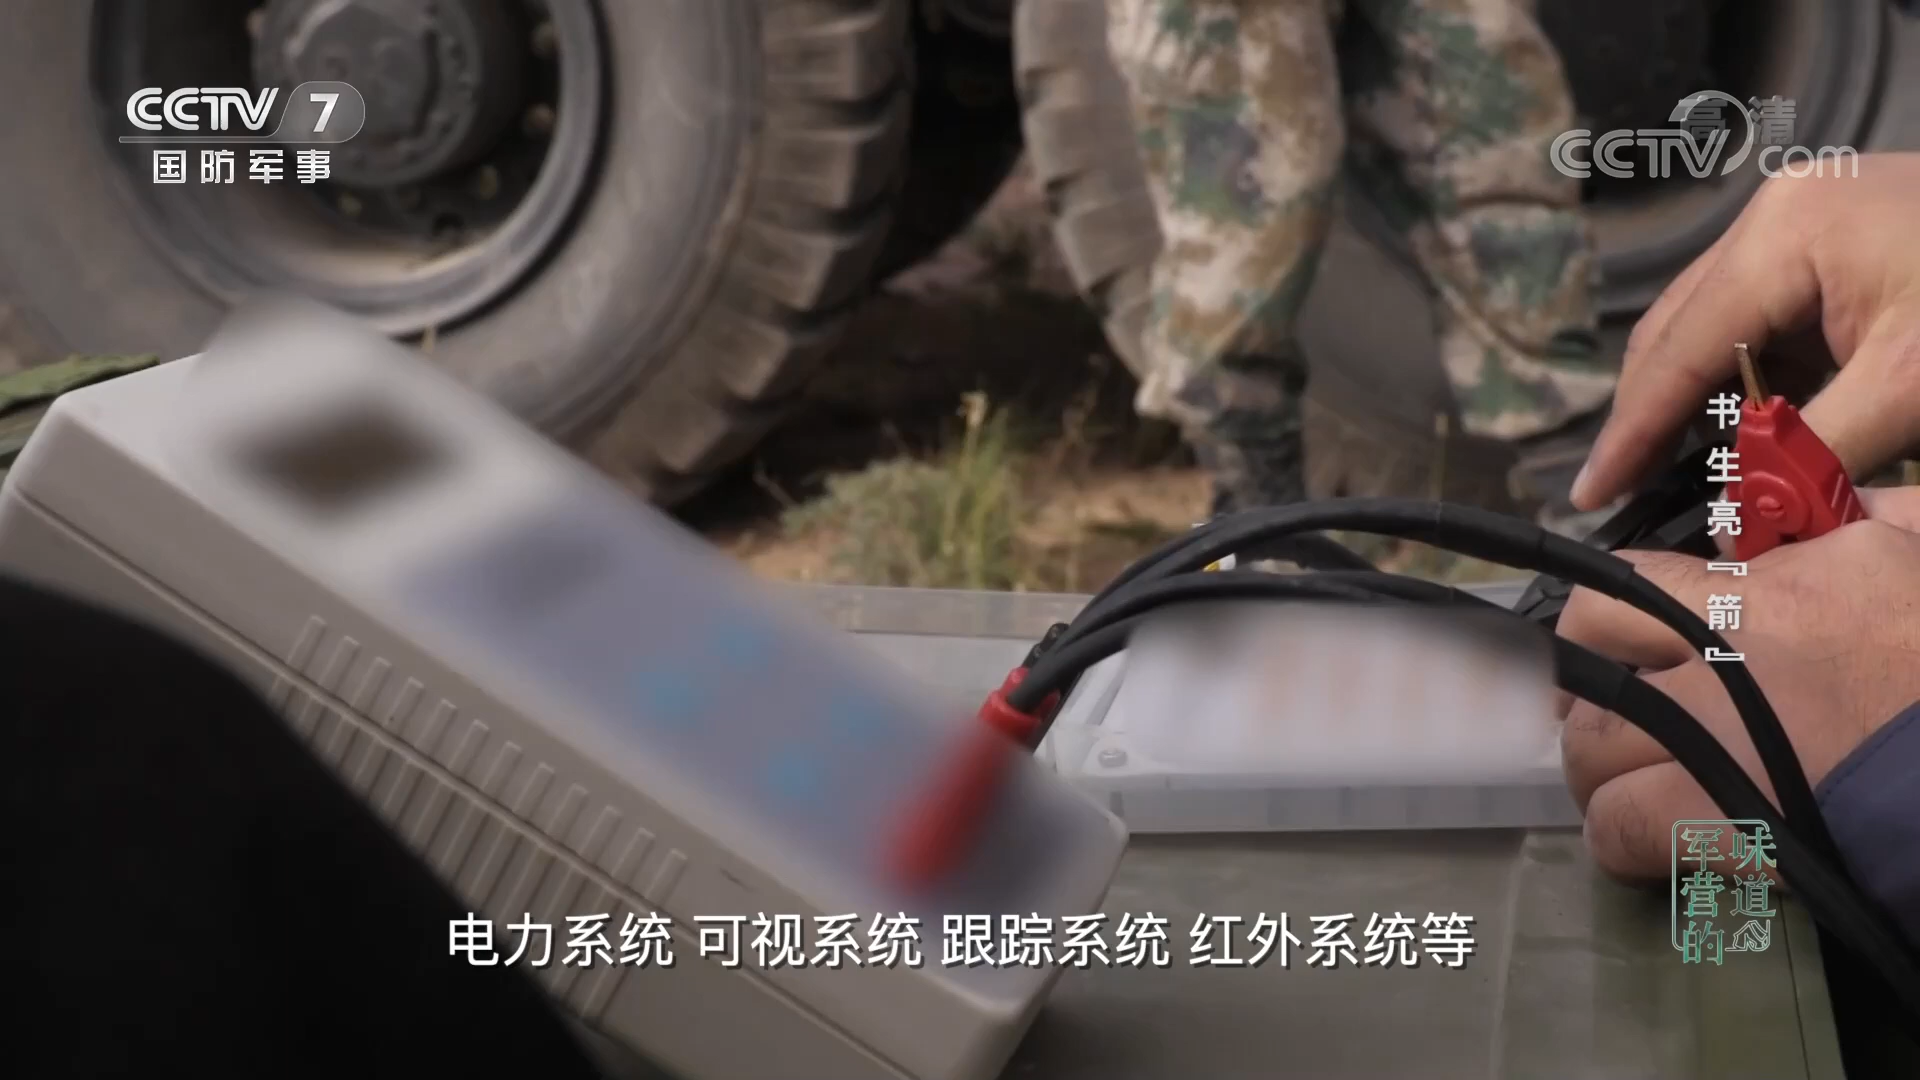 CCTV 7
国防军事
高清
CCTV.com
书生亮『箭』
味道
军营的
电力系统 可视系统 跟踪系统 红外系统等